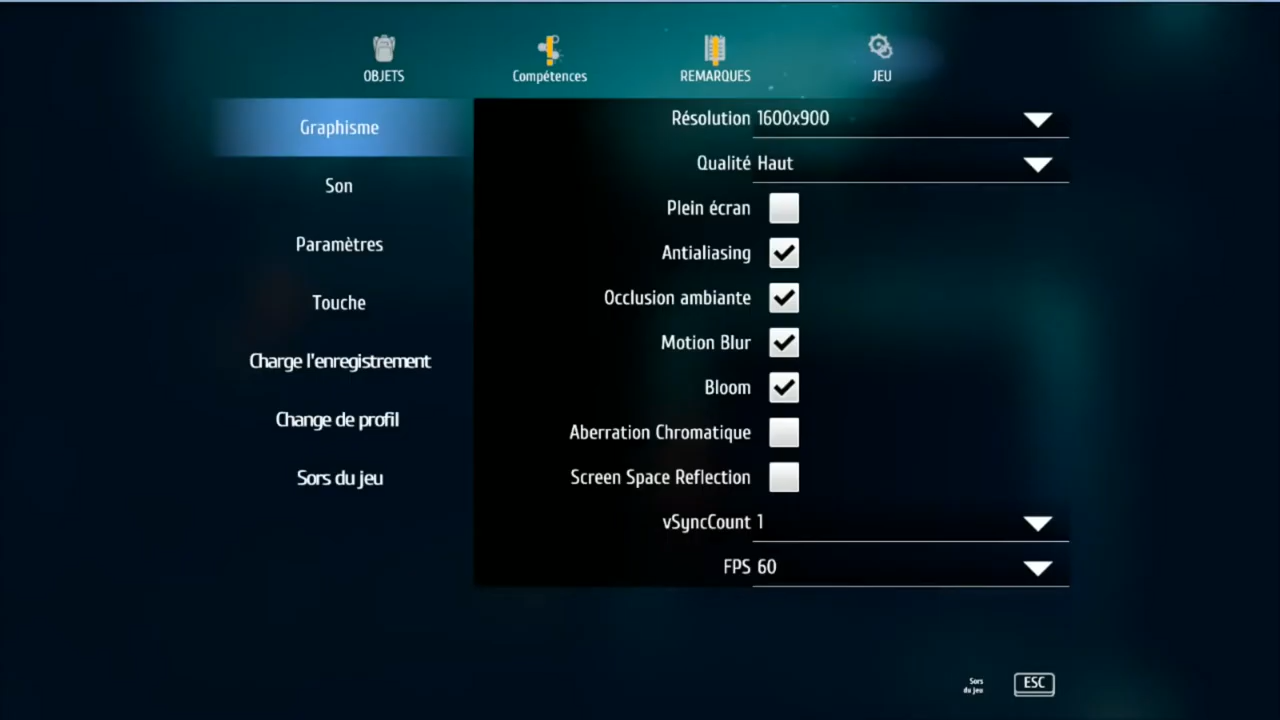 OBJETS
Compétences
REMARQUES
JEU
Graphisme
Son
Paramètres
Touche
Charge l'enregistrement
Change de profil
Sors du jeu
Résolution 1600x900
Qualité Haut
Plein écran
Antialiasing
Occlusion ambiante
Motion Blur
Bloom
Aberration Chromatique
Screen Space Reflection
vSyncCount 1
FPS 60
Sors
du jeu
ESC